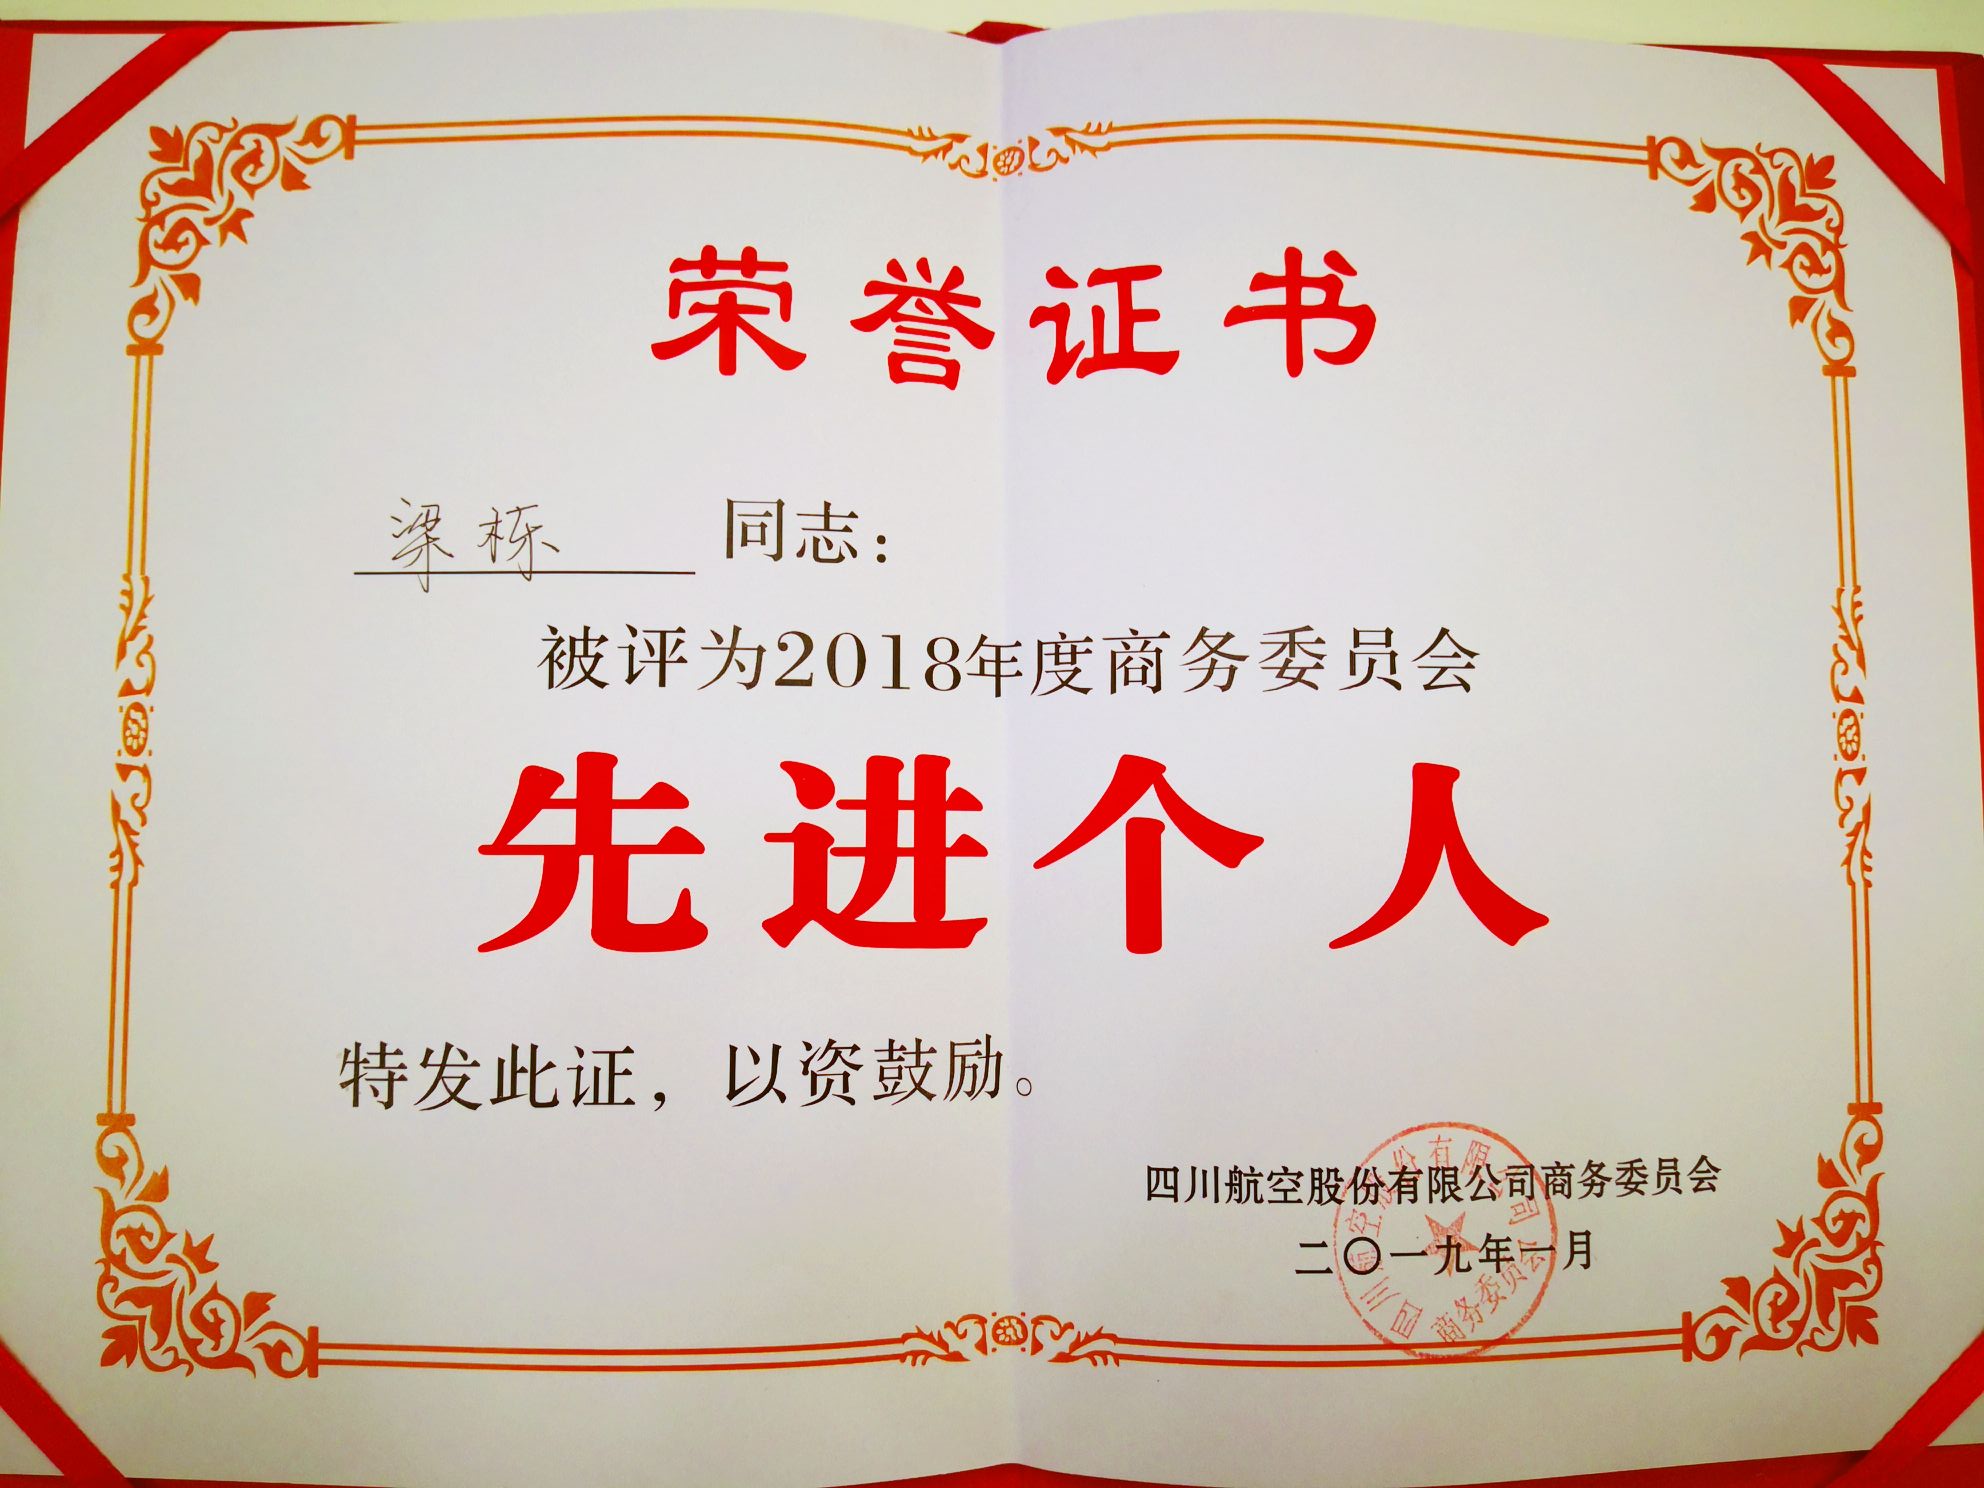 荣誉证书
梁栋 同志：
被评为2018年度商务委员会
先进个人
特发此证，以资鼓励。
四川航空股份有限公司商务委员会
二〇一九年一月
四川航空股份有限公司
商务委员会